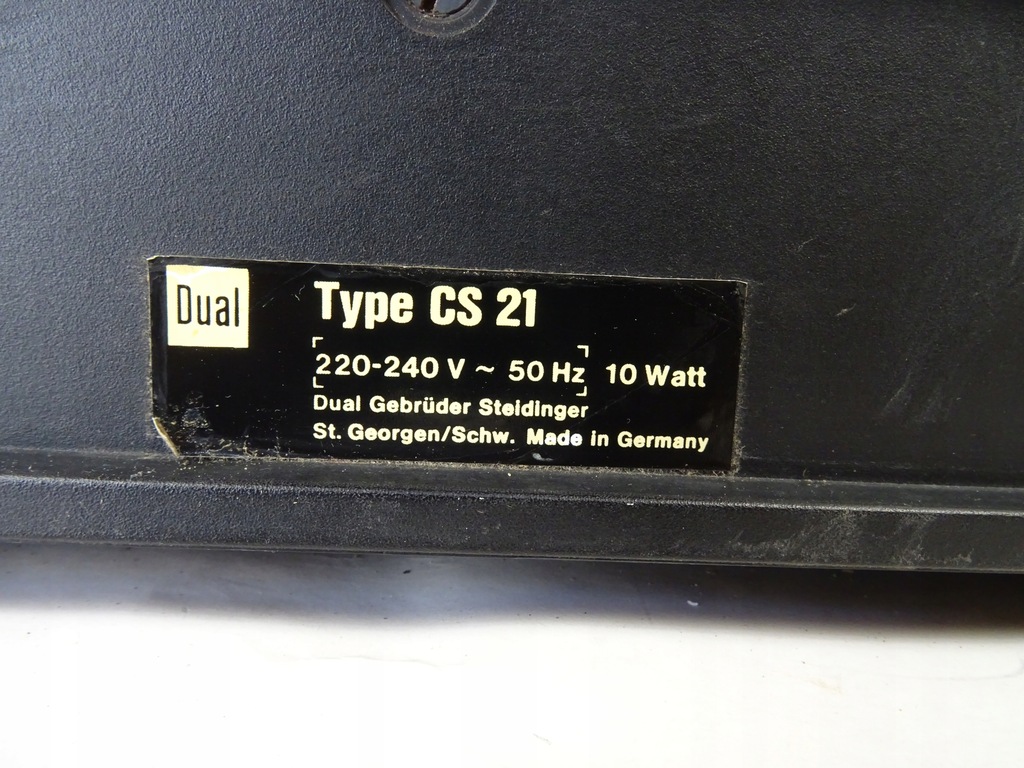 Dual
Type CS 21
220-240 V ~ 50 Hz 10 Watt
Dual Gebrüder Steidinger
St. Georgen/Schw. Made in Germany